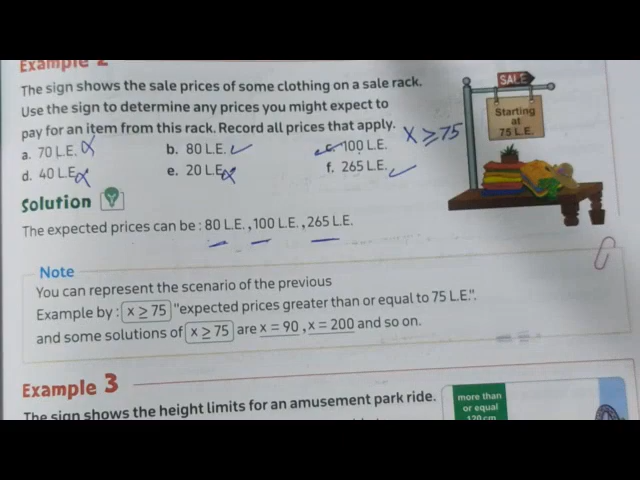 Example 2
The sign shows the sale prices of some clothing on a sale rack.
Use the sign to determine any prices you might expect to
pay for an item from this rack. Record all prices that apply.
a. 70 L.E. b. 80 L.E. c. 100 L.E.
d. 40 L.E. e. 20 L.E. f. 265 L.E.
x ≥ 75
SALE
Starting
at
75 L.E.
Solution
The expected prices can be : 80 L.E. , 100 L.E. , 265 L.E.
Note
You can represent the scenario of the previous
Example by : x ≥ 75 "expected prices greater than or equal to 75 L.E.".
and some solutions of x ≥ 75 are x = 90 , x = 200 and so on.
Example 3
The sign shows the height limits for an amusement park ride.
more than
or equal
120 cm